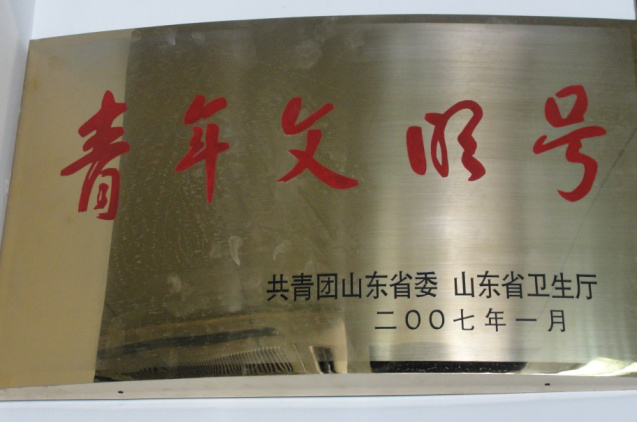 青年文明号
共青团山东省委 山东省卫生厅
二〇〇七年一月